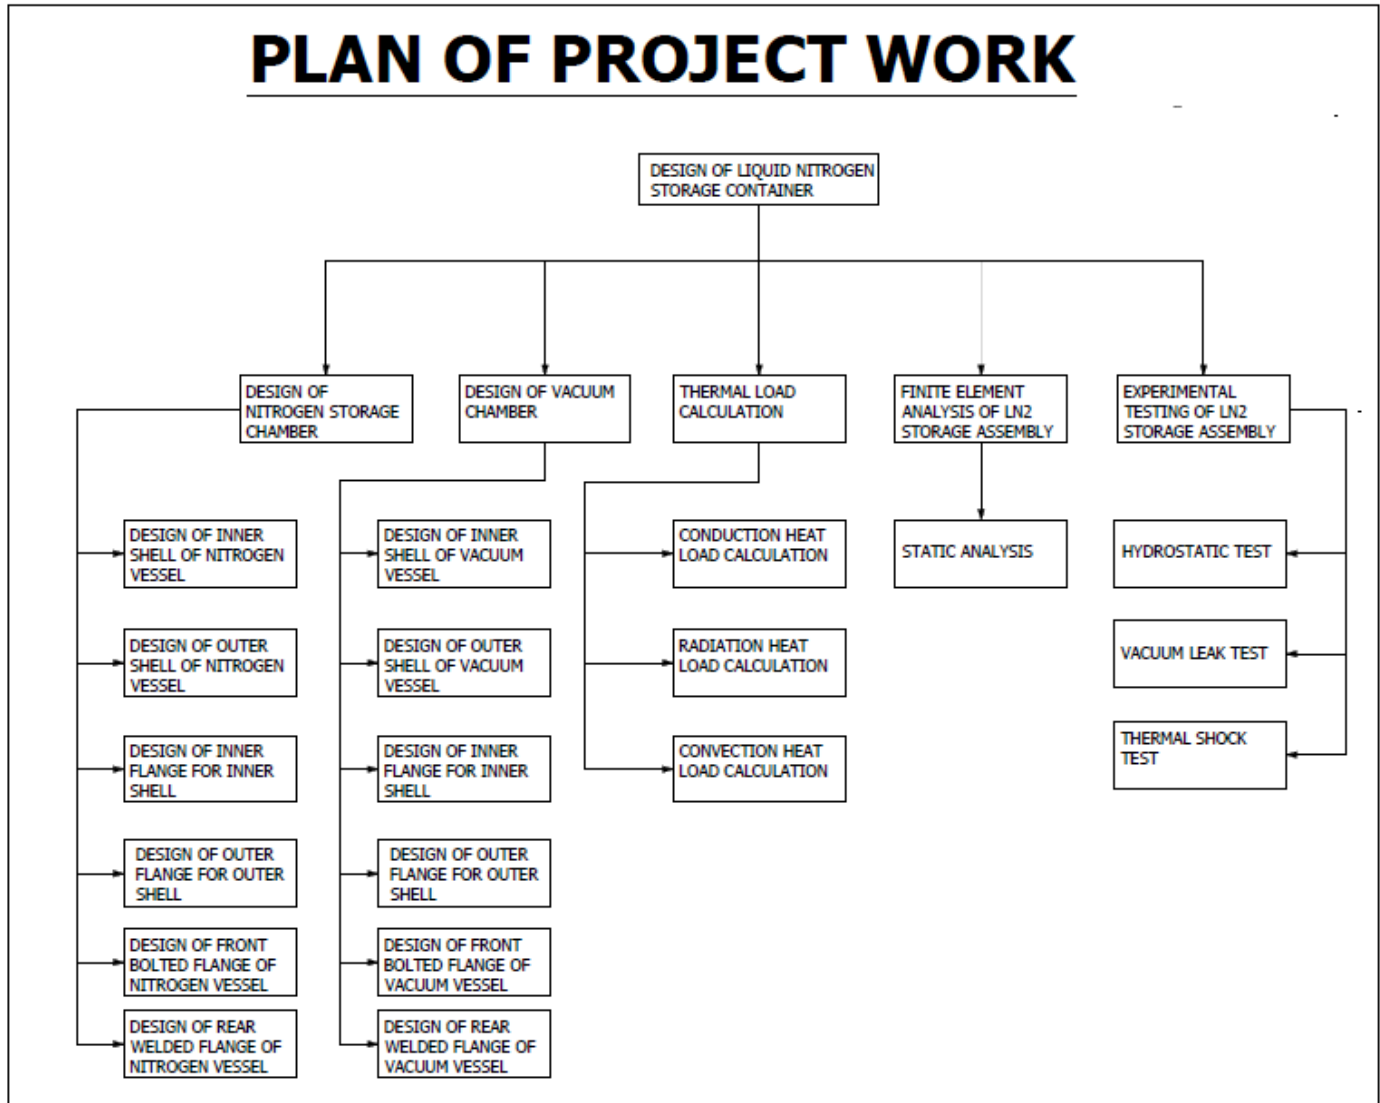 PLAN OF PROJECT WORK
DESIGN OF LIQUID NITROGEN
STORAGE CONTAINER
DESIGN OF
NITROGEN STORAGE
CHAMBER
DESIGN OF VACUUM
CHAMBER
THERMAL LOAD
CALCULATION
FINITE ELEMENT
ANALYSIS OF LN2
STORAGE ASSEMBLY
EXPERIMENTAL
TESTING OF LN2
STORAGE ASSEMBLY
DESIGN OF INNER
SHELL OF NITROGEN
VESSEL
DESIGN OF OUTER
SHELL OF NITROGEN
VESSEL
DESIGN OF INNER
FLANGE FOR INNER
SHELL
DESIGN OF OUTER
FLANGE FOR OUTER
SHELL
DESIGN OF FRONT
BOLTED FLANGE OF
NITROGEN VESSEL
DESIGN OF REAR
WELDED FLANGE OF
NITROGEN VESSEL
DESIGN OF INNER
SHELL OF VACUUM
VESSEL
DESIGN OF OUTER
SHELL OF VACUUM
VESSEL
DESIGN OF INNER
FLANGE FOR INNER
SHELL
DESIGN OF OUTER
FLANGE FOR OUTER
SHELL
DESIGN OF FRONT
BOLTED FLANGE OF
VACUUM VESSEL
DESIGN OF REAR
WELDED FLANGE OF
VACUUM VESSEL
CONDUCTION HEAT
LOAD CALCULATION
RADIATION HEAT
LOAD CALCULATION
CONVECTION HEAT
LOAD CALCULATION
STATIC ANALYSIS
HYDROSTATIC TEST
VACUUM LEAK TEST
THERMAL SHOCK
TEST